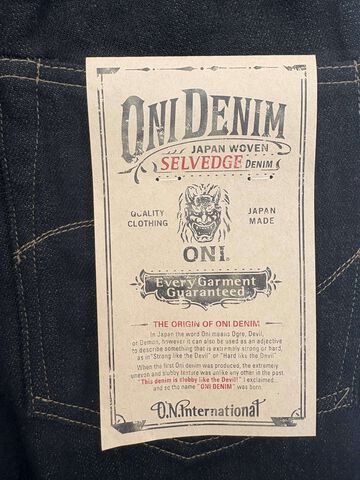 ONI DENIM
JAPAN WOVEN
SELVEDGE DENIM
QUALITY CLOTHING
JAPAN MADE
ONI.
Every Garment
Guaranteed
THE ORIGIN OF ONI DENIM
In Japan the word Oni means Ogre, Devil,
or Demon, however it can also be used as an adjective
to describe something that is extremely strong or hard,
as in "Strong like the Devil" or "Hard like the Devil"
When the first Oni denim was produced, the extremely
uneven and slubby texture was unlike any other in the past.
"This denim is slubby like the Devil!" I exclaimed...
and so the name "ONI DENIM" was born.
O.N.International